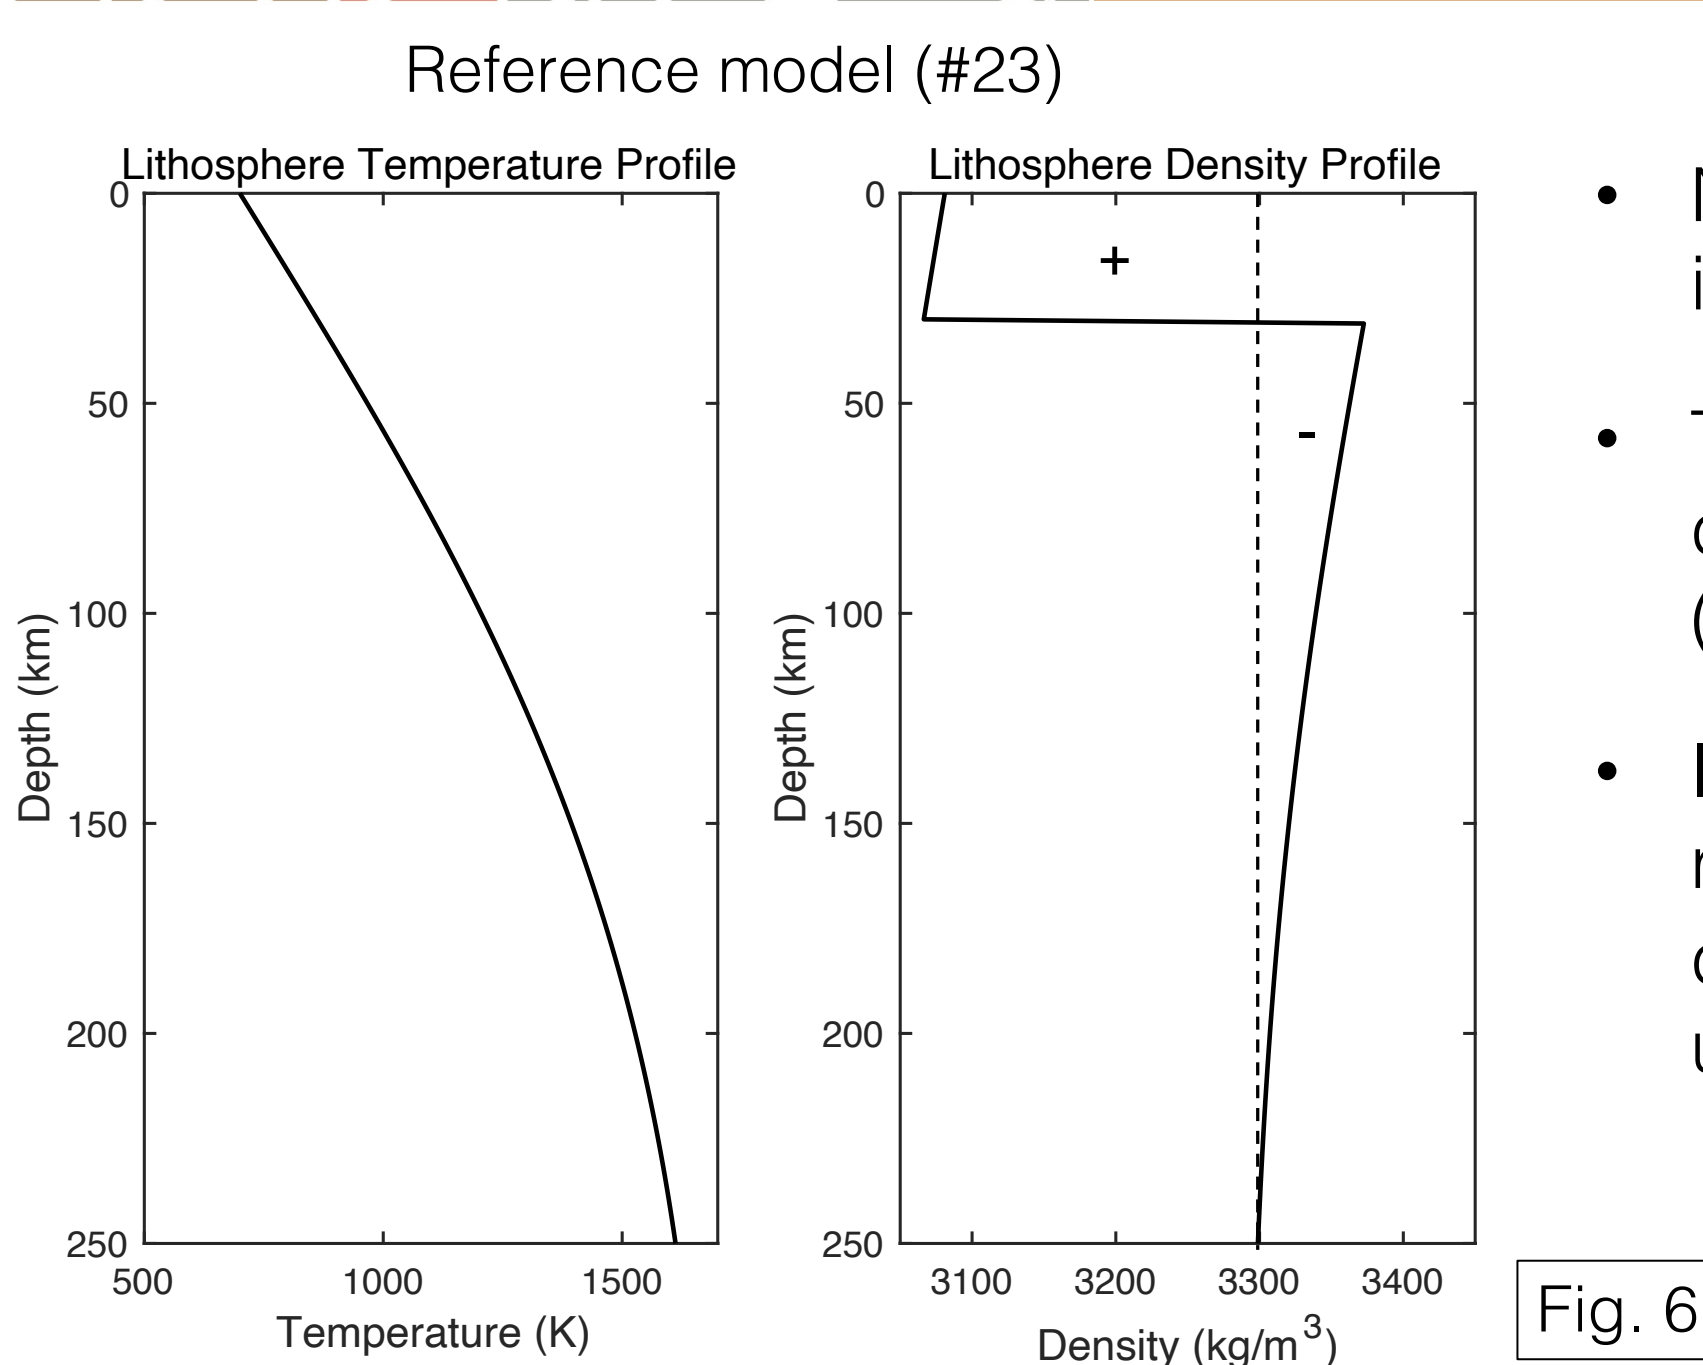 Reference model (#23)
Lithosphere Temperature Profile
0
50
100
150
200
250
Depth (km)
500 1000 1500
Temperature (K)
Lithosphere Density Profile
0
50
100
150
200
250
Depth (km)
+
-
3100 3200 3300 3400
Density (kg/m³)
Fig. 6